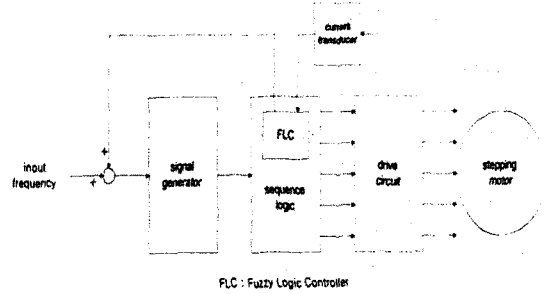 current
transducer
FLC
+
+
input
frequency
signal
generator
sequence
logic
drive
circuit
stepping
motor
FLC : Fuzzy Logic Controller